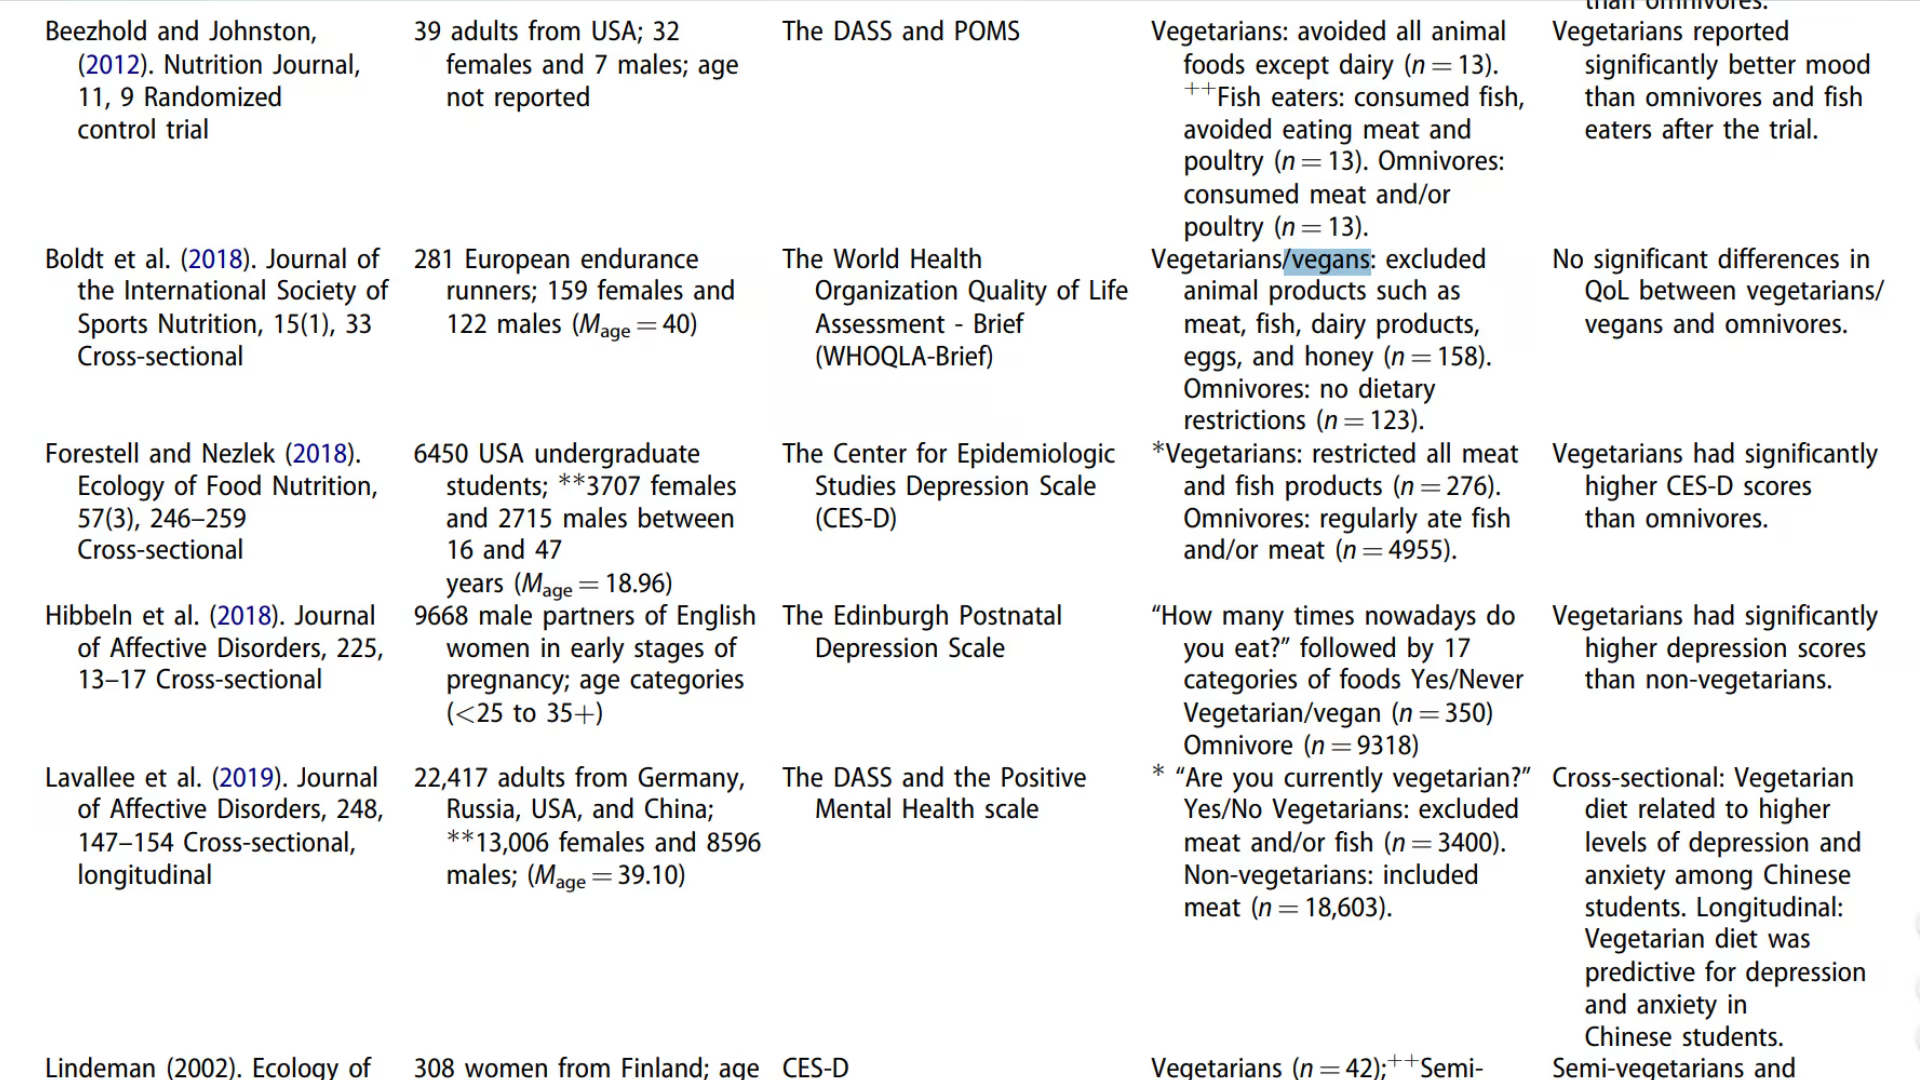 than omnivores.
Beezhold and Johnston,
(2012). Nutrition Journal,
11, 9 Randomized
control trial
39 adults from USA; 32
females and 7 males; age
not reported
The DASS and POMS
Vegetarians: avoided all animal
foods except dairy (n = 13).
++Fish eaters: consumed fish,
avoided eating meat and
poultry (n = 13). Omnivores:
consumed meat and/or
poultry (n = 13).
Vegetarians reported
significantly better mood
than omnivores and fish
eaters after the trial.
Boldt et al. (2018). Journal of
the International Society of
Sports Nutrition, 15(1), 33
Cross-sectional
281 European endurance
runners; 159 females and
122 males (Mage = 40)
The World Health
Organization Quality of Life
Assessment - Brief
(WHOQLA-Brief)
Vegetarians/vegans: excluded
animal products such as
meat, fish, dairy products,
eggs, and honey (n = 158).
Omnivores: no dietary
restrictions (n = 123).
No significant differences in
QoL between vegetarians/
vegans and omnivores.
Forestell and Nezlek (2018).
Ecology of Food Nutrition,
57(3), 246–259
Cross-sectional
6450 USA undergraduate
students; **3707 females
and 2715 males between
16 and 47
years (Mage = 18.96)
The Center for Epidemiologic
Studies Depression Scale
(CES-D)
*Vegetarians: restricted all meat
and fish products (n = 276).
Omnivores: regularly ate fish
and/or meat (n = 4955).
Vegetarians had significantly
higher CES-D scores
than omnivores.
Hibbeln et al. (2018). Journal
of Affective Disorders, 225,
13–17 Cross-sectional
9668 male partners of English
women in early stages of
pregnancy; age categories
(<25 to 35+)
The Edinburgh Postnatal
Depression Scale
“How many times nowadays do
you eat?” followed by 17
categories of foods Yes/Never
Vegetarian/vegan (n = 350)
Omnivore (n = 9318)
Vegetarians had significantly
higher depression scores
than non-vegetarians.
Lavallee et al. (2019). Journal
of Affective Disorders, 248,
147–154 Cross-sectional,
longitudinal
22,417 adults from Germany,
Russia, USA, and China;
**13,006 females and 8596
males; (Mage = 39.10)
The DASS and the Positive
Mental Health scale
* “Are you currently vegetarian?”
Yes/No Vegetarians: excluded
meat and/or fish (n = 3400).
Non-vegetarians: included
meat (n = 18,603).
Cross-sectional: Vegetarian
diet related to higher
levels of depression and
anxiety among Chinese
students. Longitudinal:
Vegetarian diet was
predictive for depression
and anxiety in
Chinese students.
Lindeman (2002). Ecology of
308 women from Finland; age
CES-D
Vegetarians (n = 42);++Semi-
Semi-vegetarians and